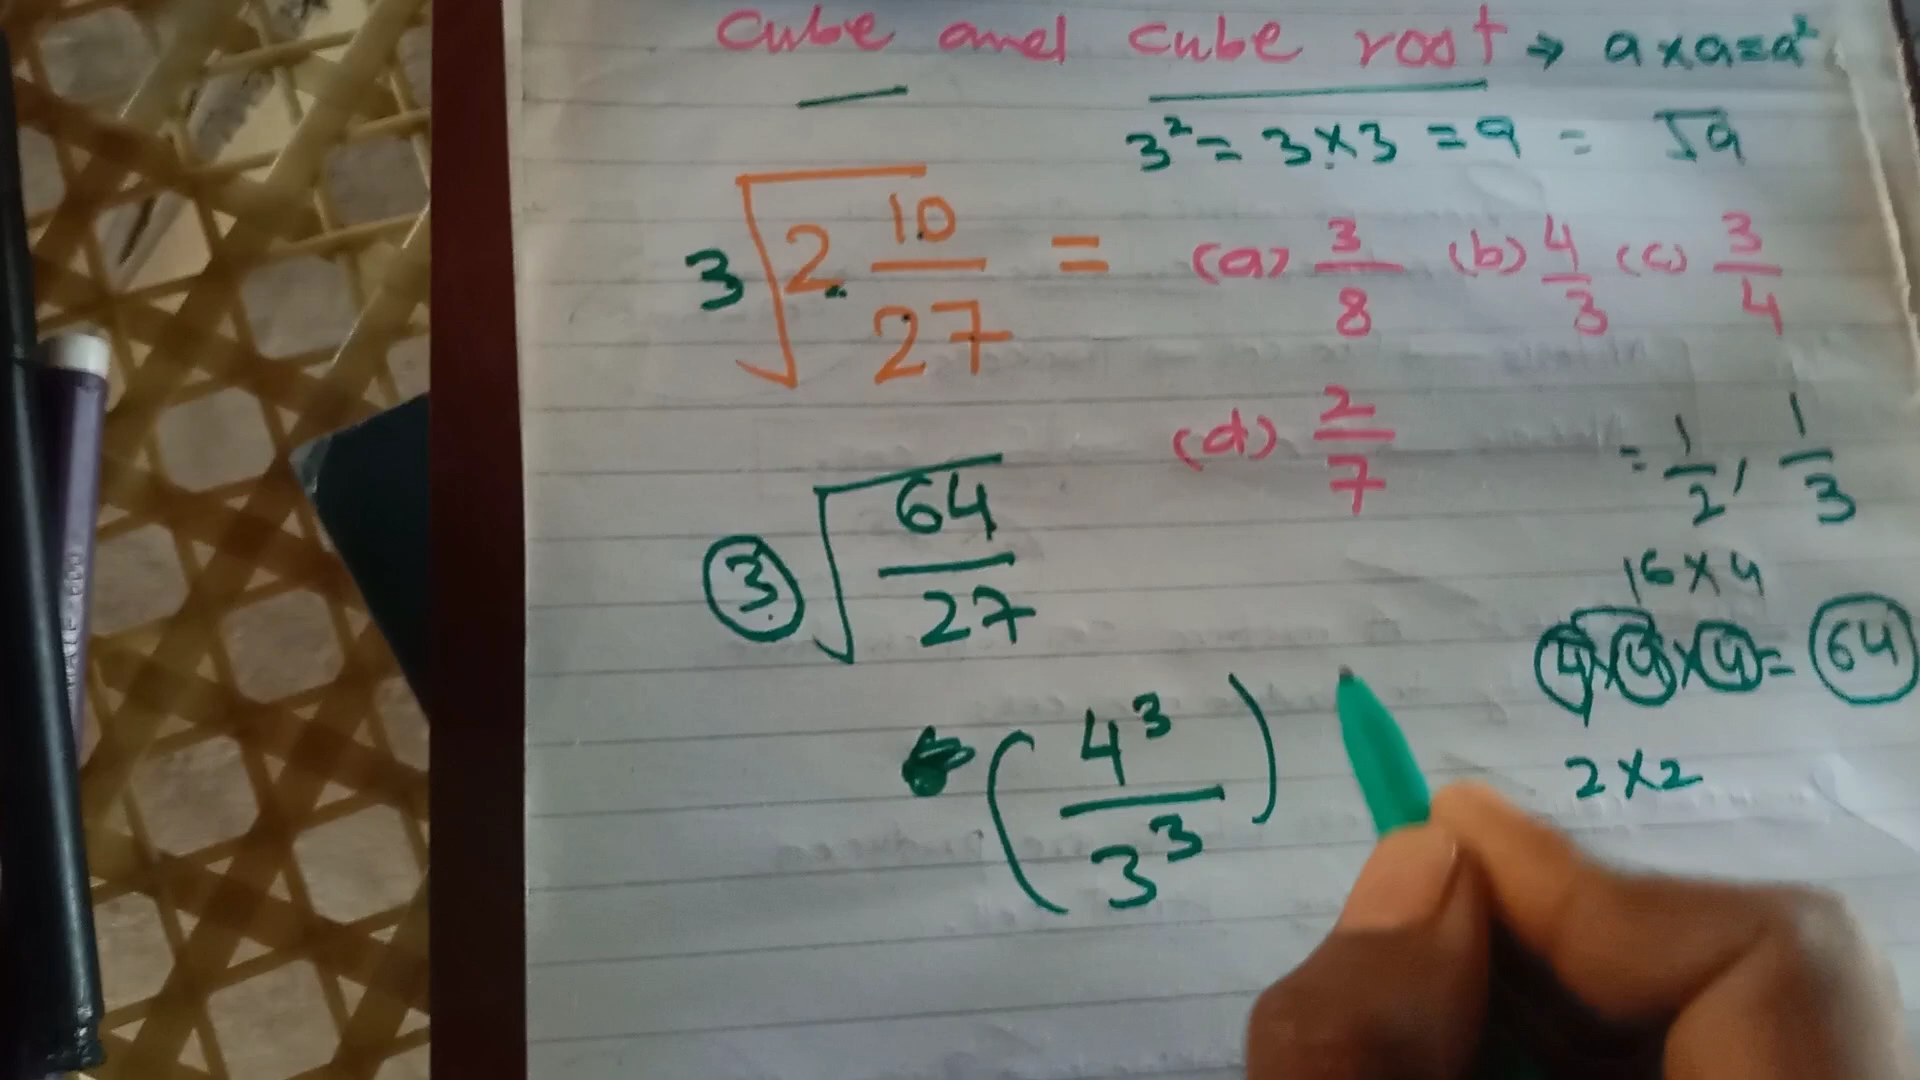 cube and cube root → a×a=a²
3² = 3×3 = 9 = √9
3√2 10/27 = (a) 3/8 (b) 4/3 (c) 3/4
(d) 2/7
= 1/2, 1/3
3√64/27
16×4
4×4×4=64
(4³/3³)
2×2